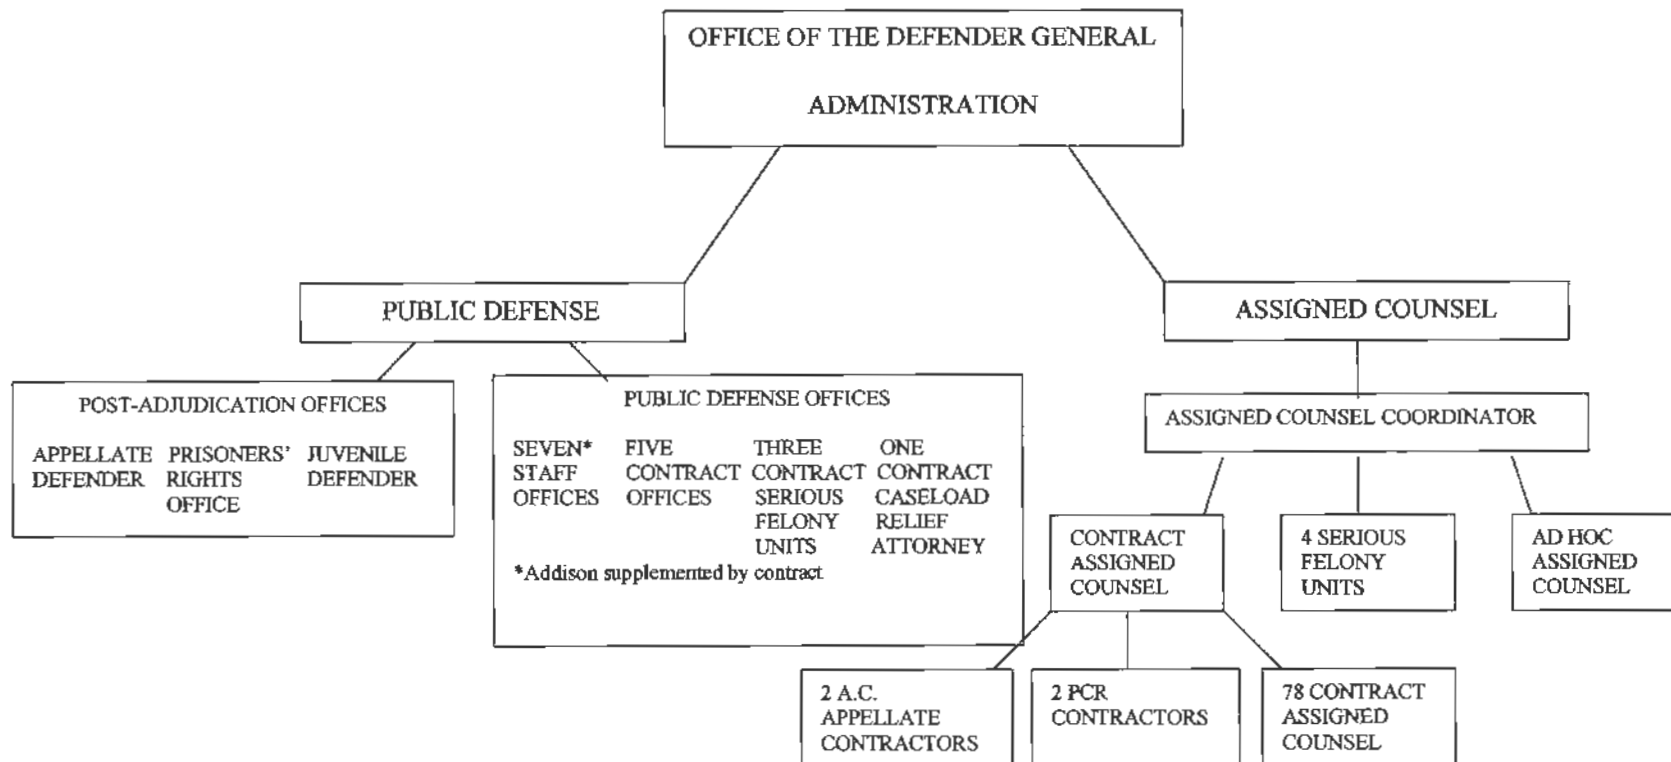 OFFICE OF THE DEFENDER GENERAL
ADMINISTRATION
PUBLIC DEFENSE
ASSIGNED COUNSEL
POST-ADJUDICATION OFFICES
APPELLATE
DEFENDER
PRISONERS'
RIGHTS
OFFICE
JUVENILE
DEFENDER
PUBLIC DEFENSE OFFICES
SEVEN*
STAFF
OFFICES
FIVE
CONTRACT
OFFICES
THREE
CONTRACT
SERIOUS
FELONY
UNITS
ONE
CONTRACT
CASELOAD
RELIEF
ATTORNEY
*Addison supplemented by contract
ASSIGNED COUNSEL COORDINATOR
CONTRACT
ASSIGNED
COUNSEL
4 SERIOUS
FELONY
UNITS
AD HOC
ASSIGNED
COUNSEL
2 A.C.
APPELLATE
CONTRACTORS
2 PCR
CONTRACTORS
78 CONTRACT
ASSIGNED
COUNSEL